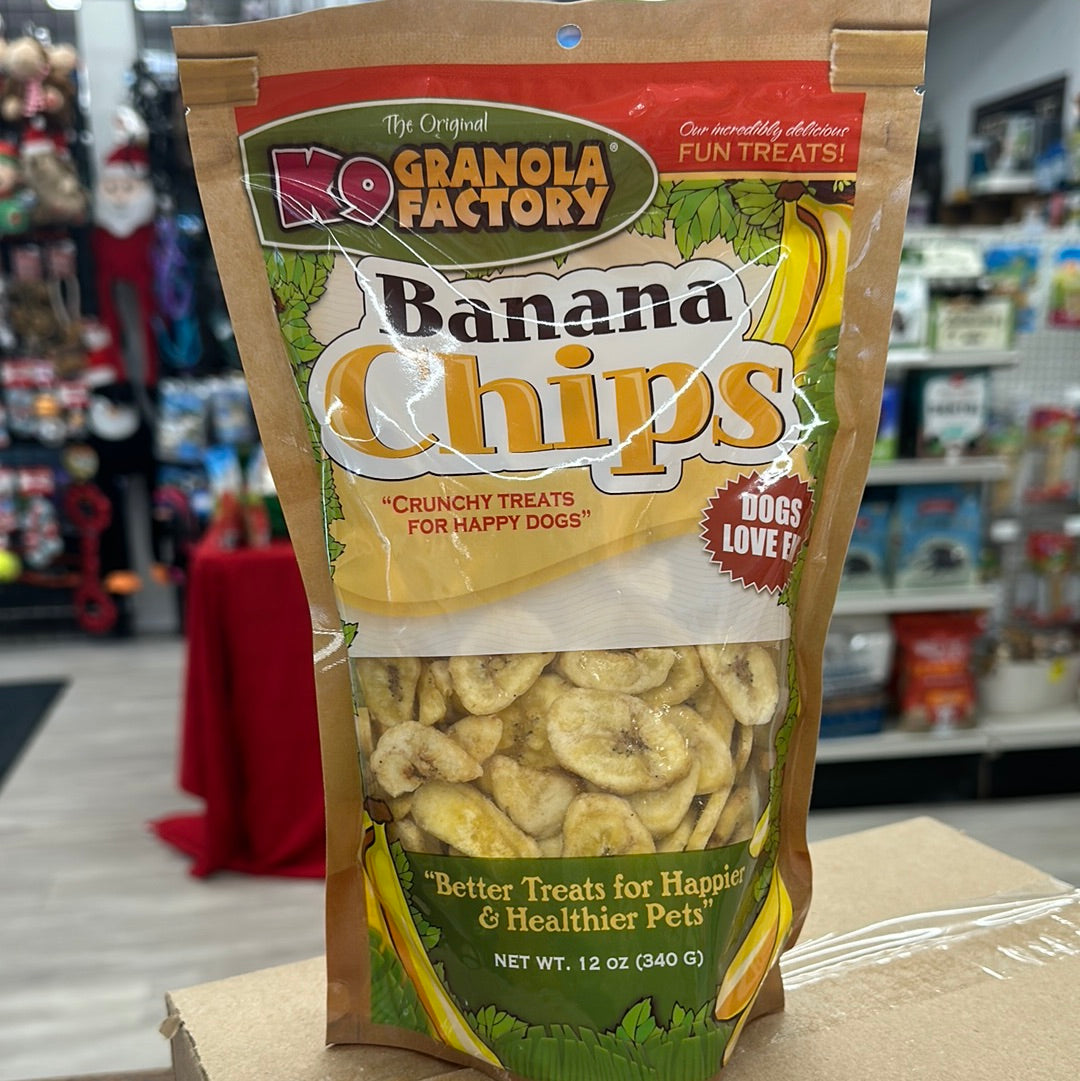 The Original
K9 GRANOLA
FACTORY®
Our incredibly delicious
FUN TREATS!
Banana
Chips
"CRUNCHY TREATS
FOR HAPPY DOGS"
DOGS
LOVE
"Better Treats for Happier
& Healthier Pets"
NET WT. 12 OZ (340 G)